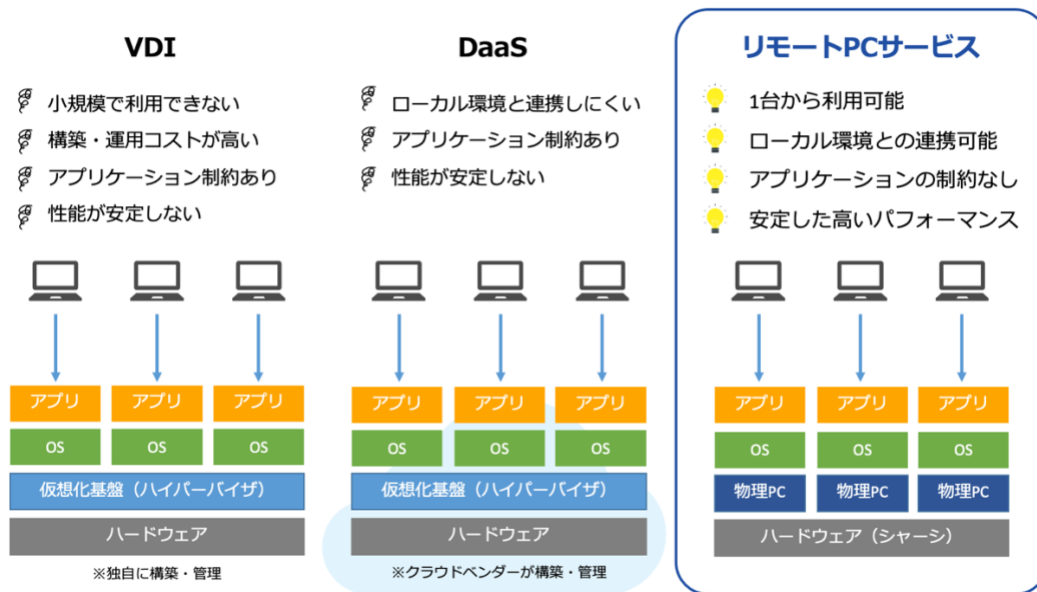 VDI
小規模で利用できない
構築・運用コストが高い
アプリケーション制約あり
性能が安定しない
アプリ
アプリ
アプリ
OS
OS
OS
仮想化基盤（ハイパーバイザ）
ハードウェア
※独自に構築・管理
DaaS
ローカル環境と連携しにくい
アプリケーション制約あり
性能が安定しない
アプリ
アプリ
アプリ
OS
OS
OS
仮想化基盤（ハイパーバイザ）
ハードウェア
※クラウドベンダーが構築・管理
リモートPCサービス
1台から利用可能
ローカル環境との連携可能
アプリケーションの制約なし
安定した高いパフォーマンス
アプリ
アプリ
アプリ
OS
OS
OS
物理PC
物理PC
物理PC
ハードウェア（シャーシ）